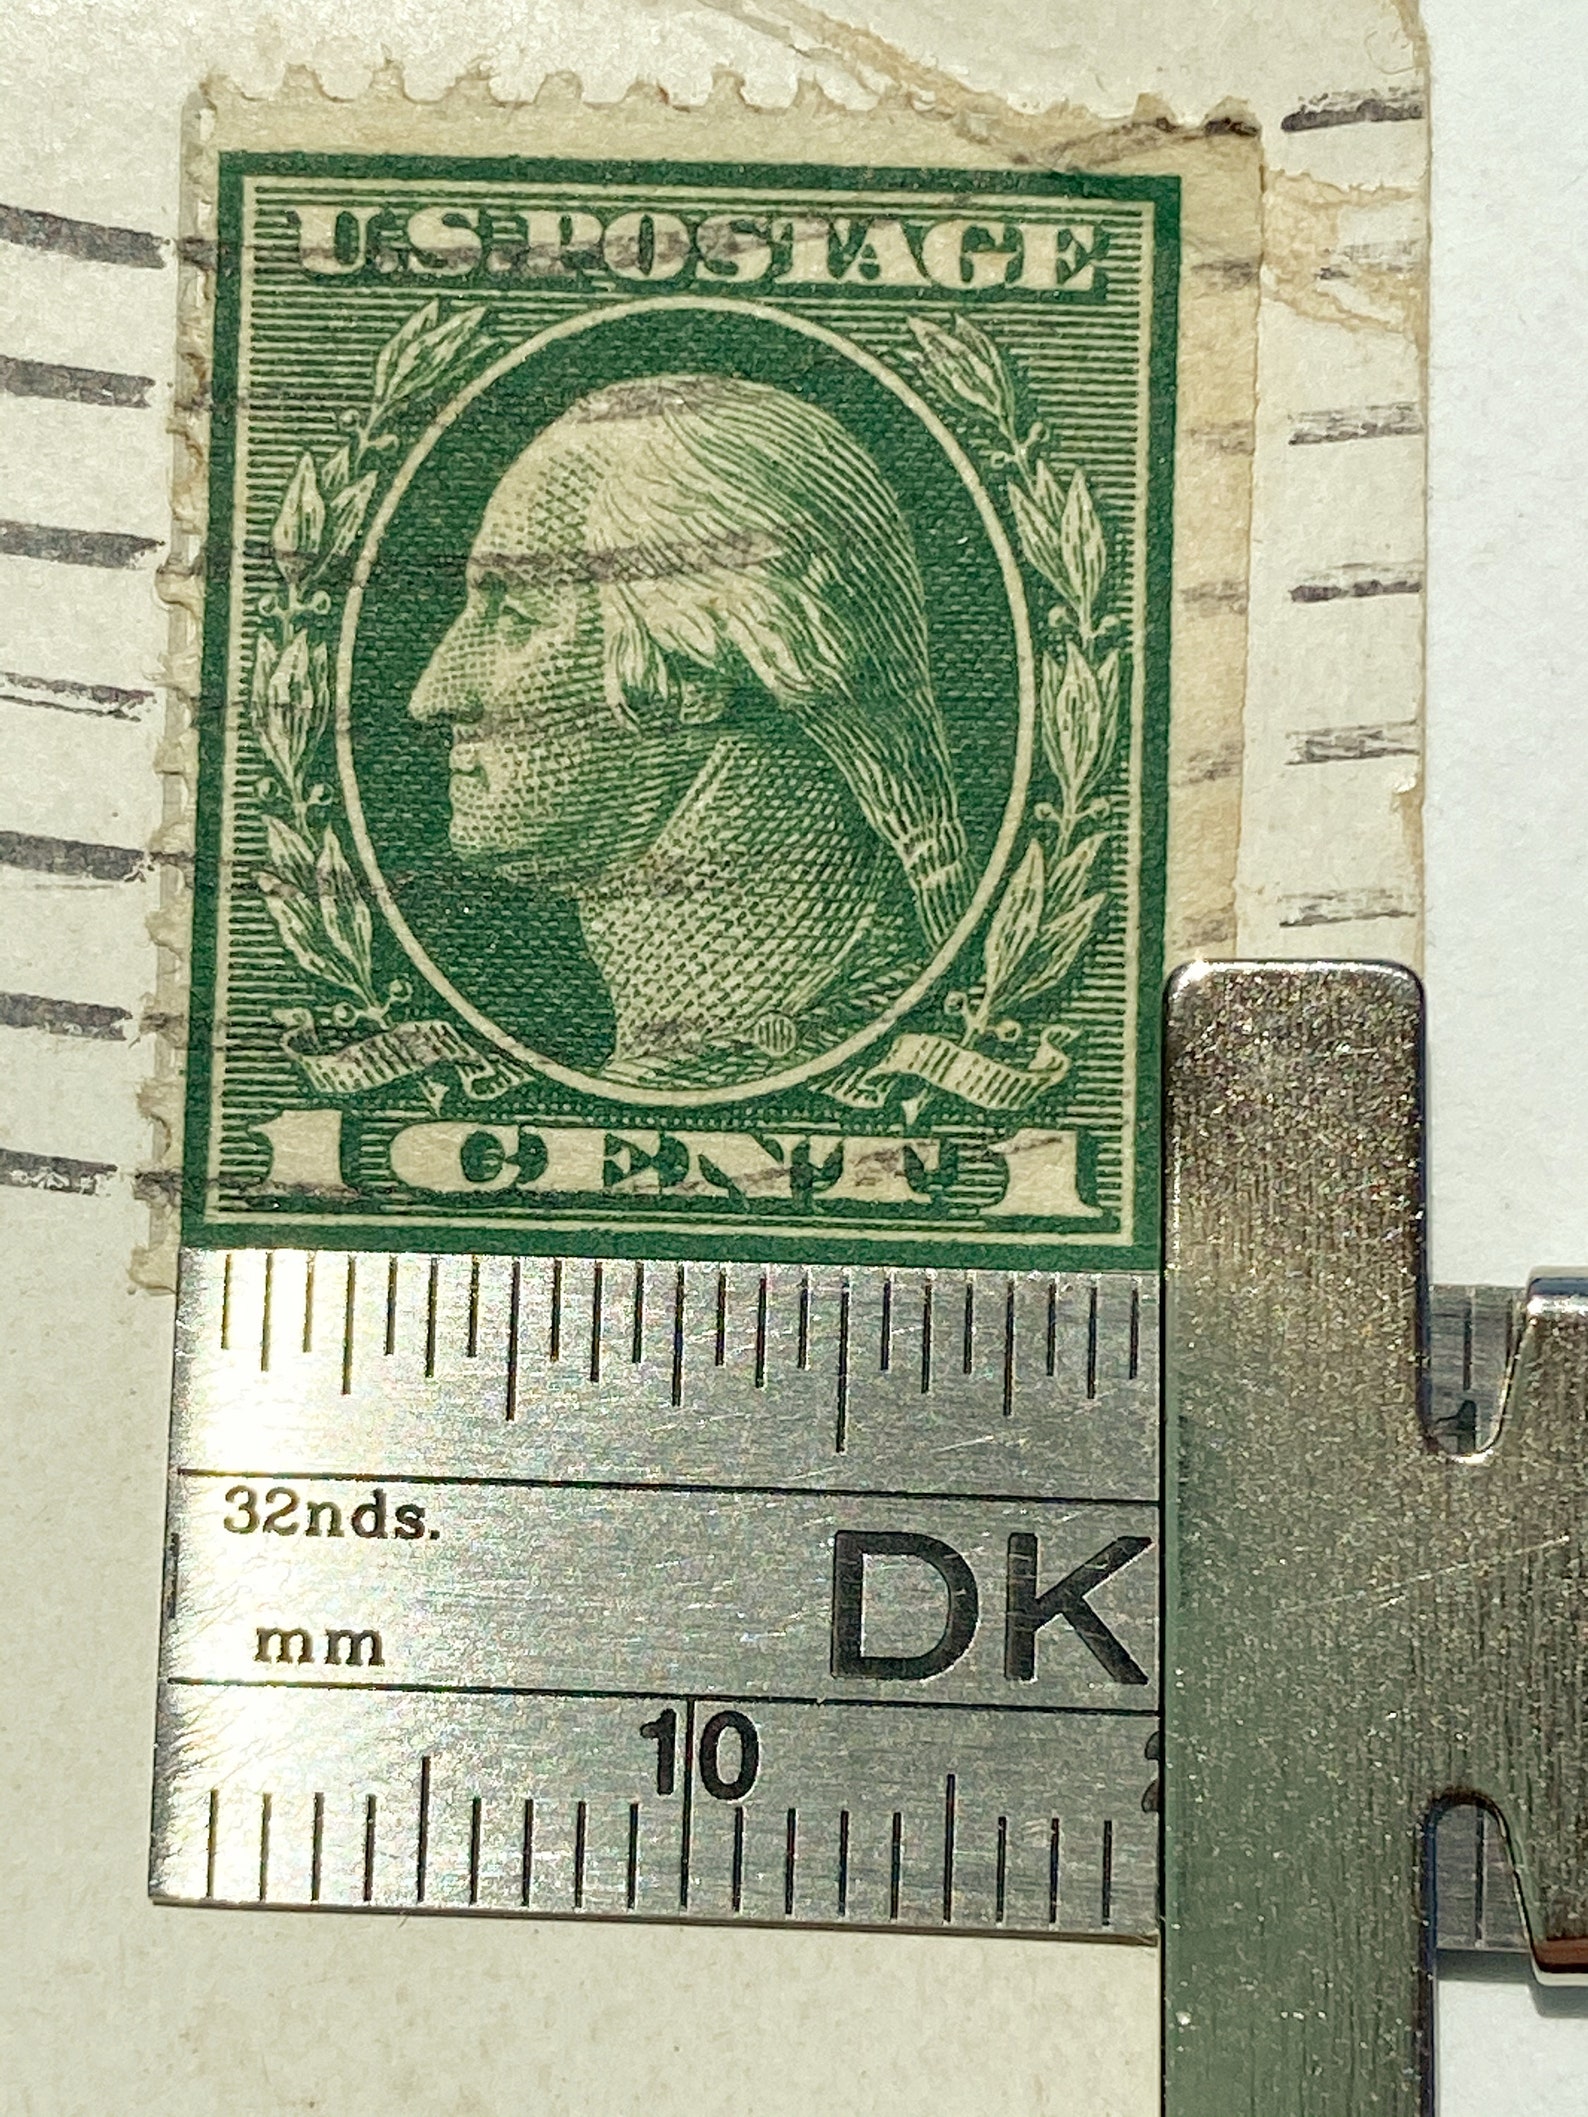 U.S.POSTAGE
1 CENT 1
32nds.
DK
mm
10